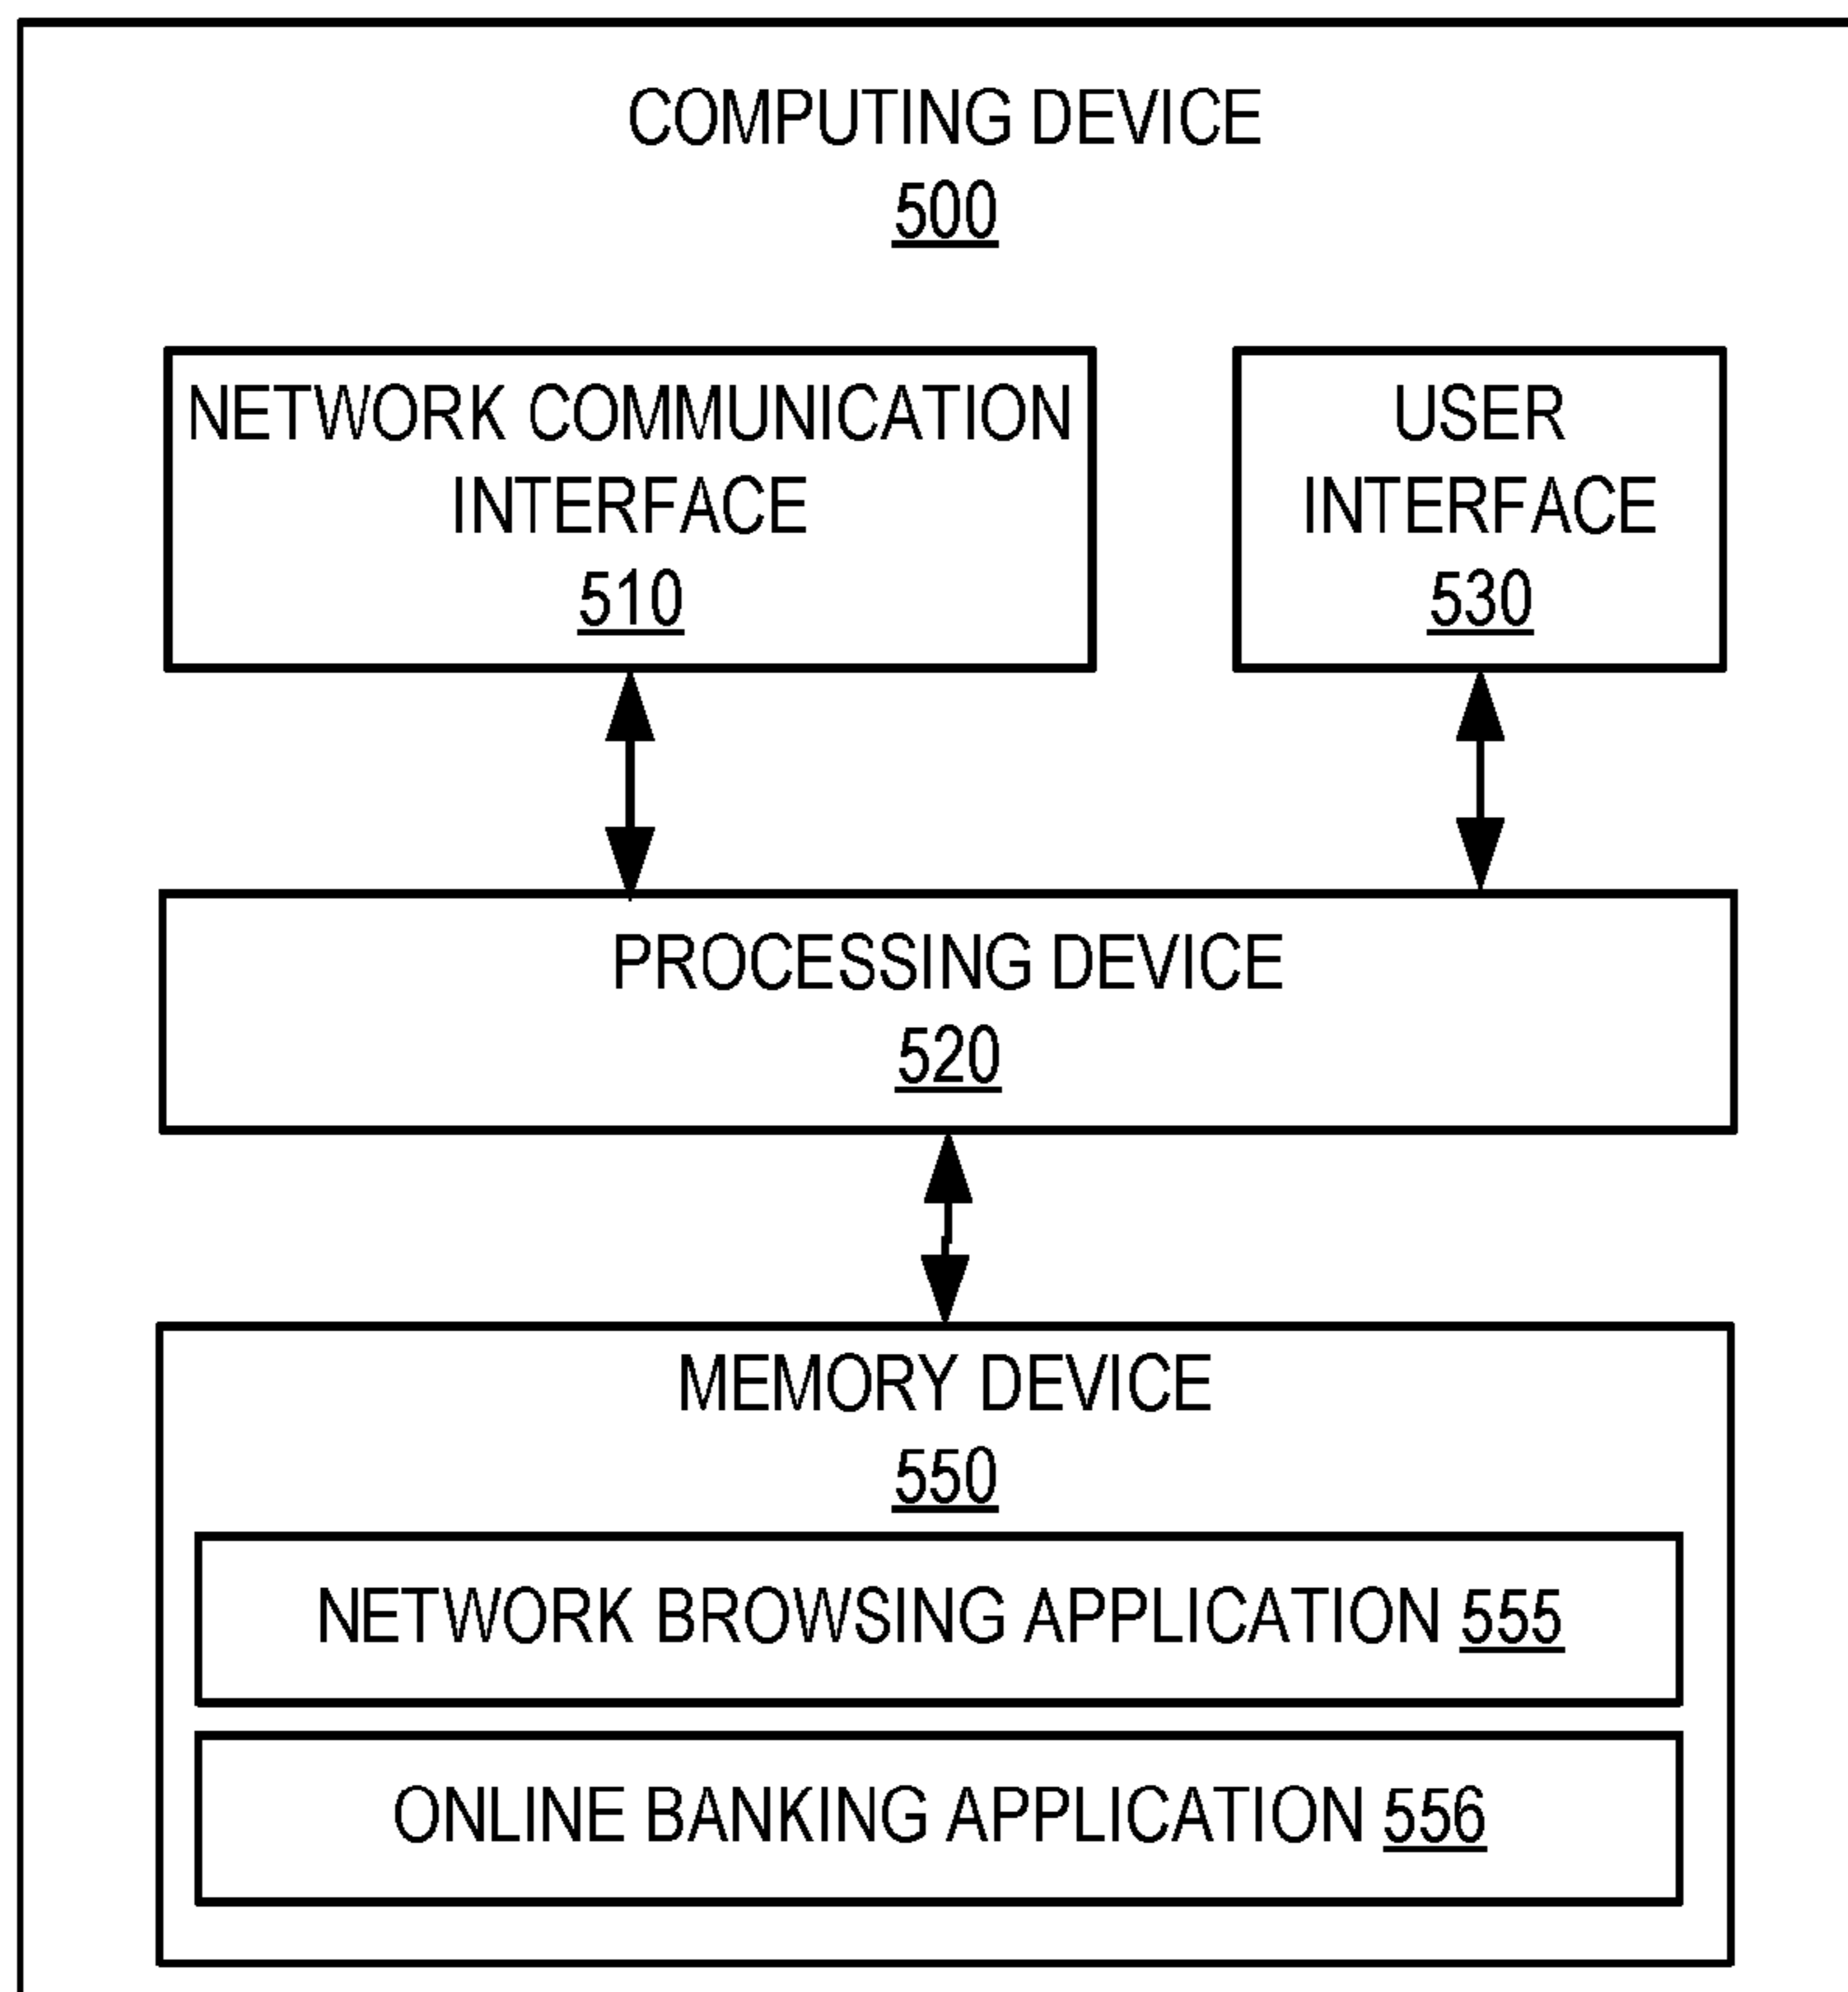 COMPUTING DEVICE
500
NETWORK COMMUNICATION
INTERFACE
510
USER
INTERFACE
530
PROCESSING DEVICE
520
MEMORY DEVICE
550
NETWORK BROWSING APPLICATION 555
ONLINE BANKING APPLICATION 556